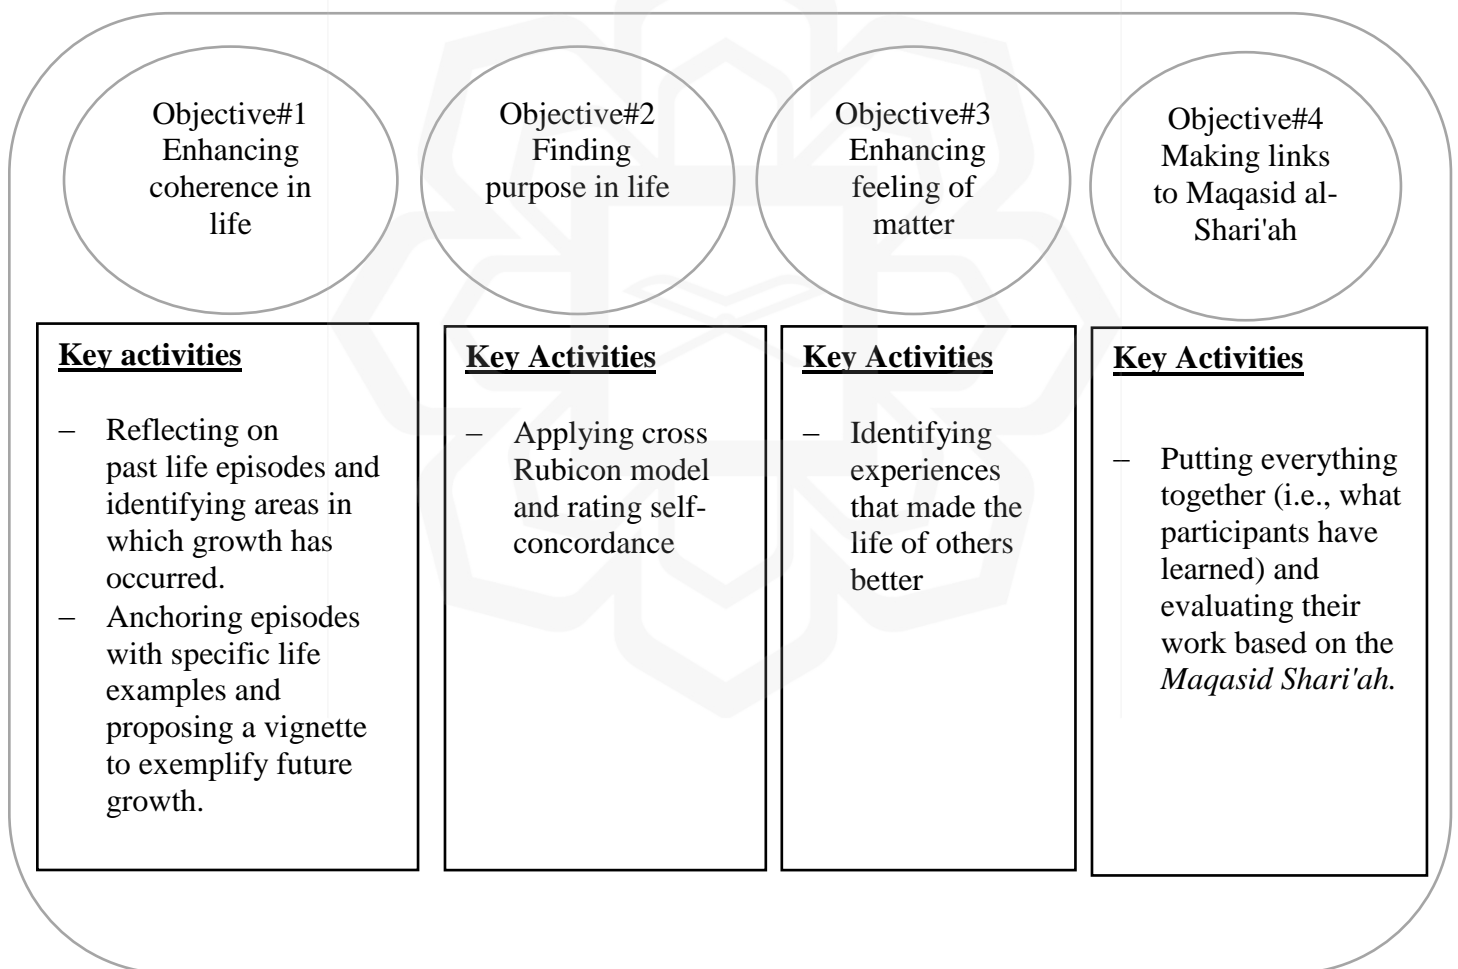 Objective#1
Enhancing
coherence in
life
Objective#2
Finding
purpose in life
Objective#3
Enhancing
feeling of
matter
Objective#4
Making links
to Maqasid al-
Shari'ah
Key activities
– Reflecting on
past life episodes and
identifying areas in
which growth has
occurred.
– Anchoring episodes
with specific life
examples and
proposing a vignette
to exemplify future
growth.
Key Activities
– Applying cross
Rubicon model
and rating self-
concordance
Key Activities
– Identifying
experiences
that made the
life of others
better
Key Activities
– Putting everything
together (i.e., what
participants have
learned) and
evaluating their
work based on the
Maqasid Shari'ah.